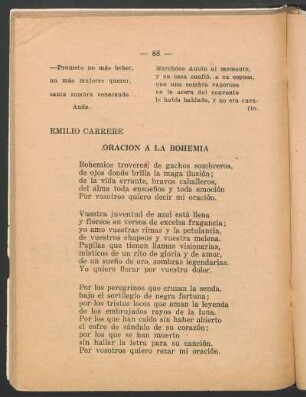 — 88 —
—Prometo no más beber,
no más mujeres querer,
santa sombra venerada...
Anda.
Marchóse Antón al momento,
y en casa confió, a su esposa,
que una sombra vaporosa
en la acera del convento
le había hablado, y no era cuen-
(to.
EMILIO CARRERE
ORACION A LA BOHEMIA
Bohemios troveros, de gachos sombreros,
de ojos donde brilla la maga ilusión;
de la vida errante, bravos caballeros,
del alma toda ensueños y toda emoción
Por vosotros quiero decir mi oración.
Vuestra juventud de azul está llena
y florece en versos de excelsa fragancia;
yo amo vuestras rimas y la petulancia,
de vuestros chapeos y vuestra melena.
Pupilas que tienen llamas visionarias,
místicos de un rito de gloria y de amor,
de un sueño de oro, sombras legendarias.
Yo quiero llorar por vuestro dolor.
Por los peregrinos que cruzan la senda,
bajo el sortilegio de negra fortuna;
por los tristes locos que aman la leyenda
de los embrujados rayos de la luna.
Por los que han caído sin haber abierto
el cofre de sándalo de su corazón;
por los que se han muerto
sin hallar la letra para su canción.
Por vosotros quiero rezar mi oración.